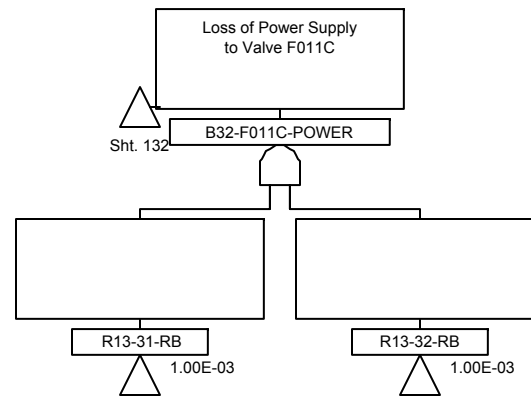 Loss of Power Supply
to Valve F011C
B32-F011C-POWER
Sht. 132
R13-31-RB
1.00E-03
R13-32-RB
1.00E-03